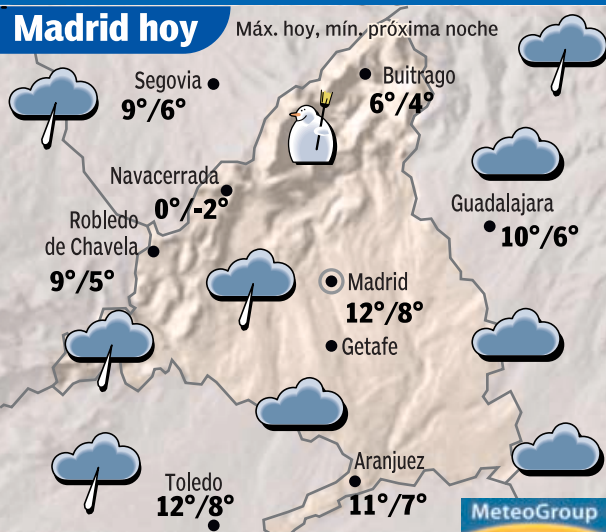 Madrid hoy
Máx. hoy, mín. próxima noche
Segovia
9°/6°
Buitrago
6°/4°
Navacerrada
0°/-2°
Guadalajara
10°/6°
Robledo
de Chavela
9°/5°
Madrid
12°/8°
Getafe
Toledo
12°/8°
Aranjuez
11°/7°
MeteoGroup